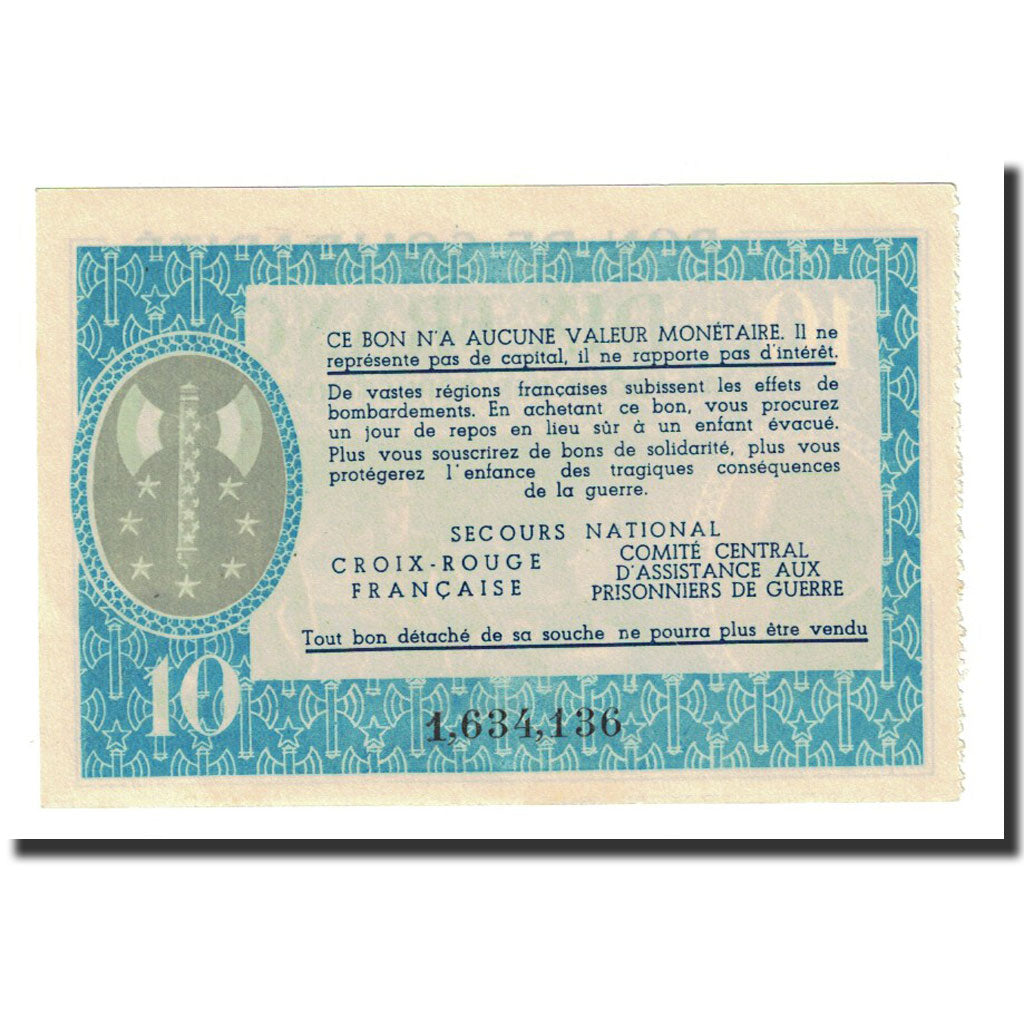 CE BON N'A AUCUNE VALEUR MONÉTAIRE. Il ne
représente pas de capital, il ne rapporte pas d'intérêt.
De vastes régions françaises subissent les effets de
bombardements. En achetant ce bon, vous procurez
un jour de repos en lieu sûr à un enfant évacué.
Plus vous souscrirez de bons de solidarité, plus vous
protégerez l'enfance des tragiques conséquences
de la guerre.
SECOURS NATIONAL
CROIX-ROUGE
FRANÇAISE
COMITÉ CENTRAL
D'ASSISTANCE AUX
PRISONNIERS DE GUERRE
Tout bon détaché de sa souche ne pourra plus être vendu
10
1,634,136